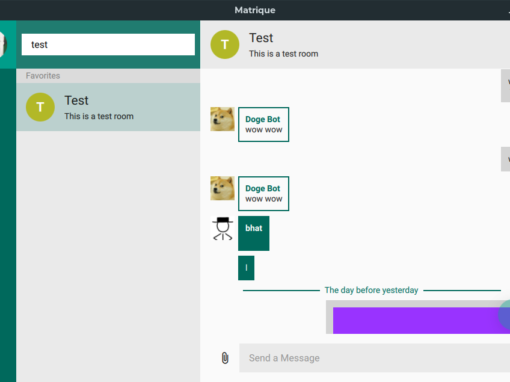 Matrique
test
T
Test
This is a test room
Favorites
T
Test
This is a test room
Doge Bot
wow wow
Doge Bot
wow wow
bhat
The day before yesterday
Send a Message